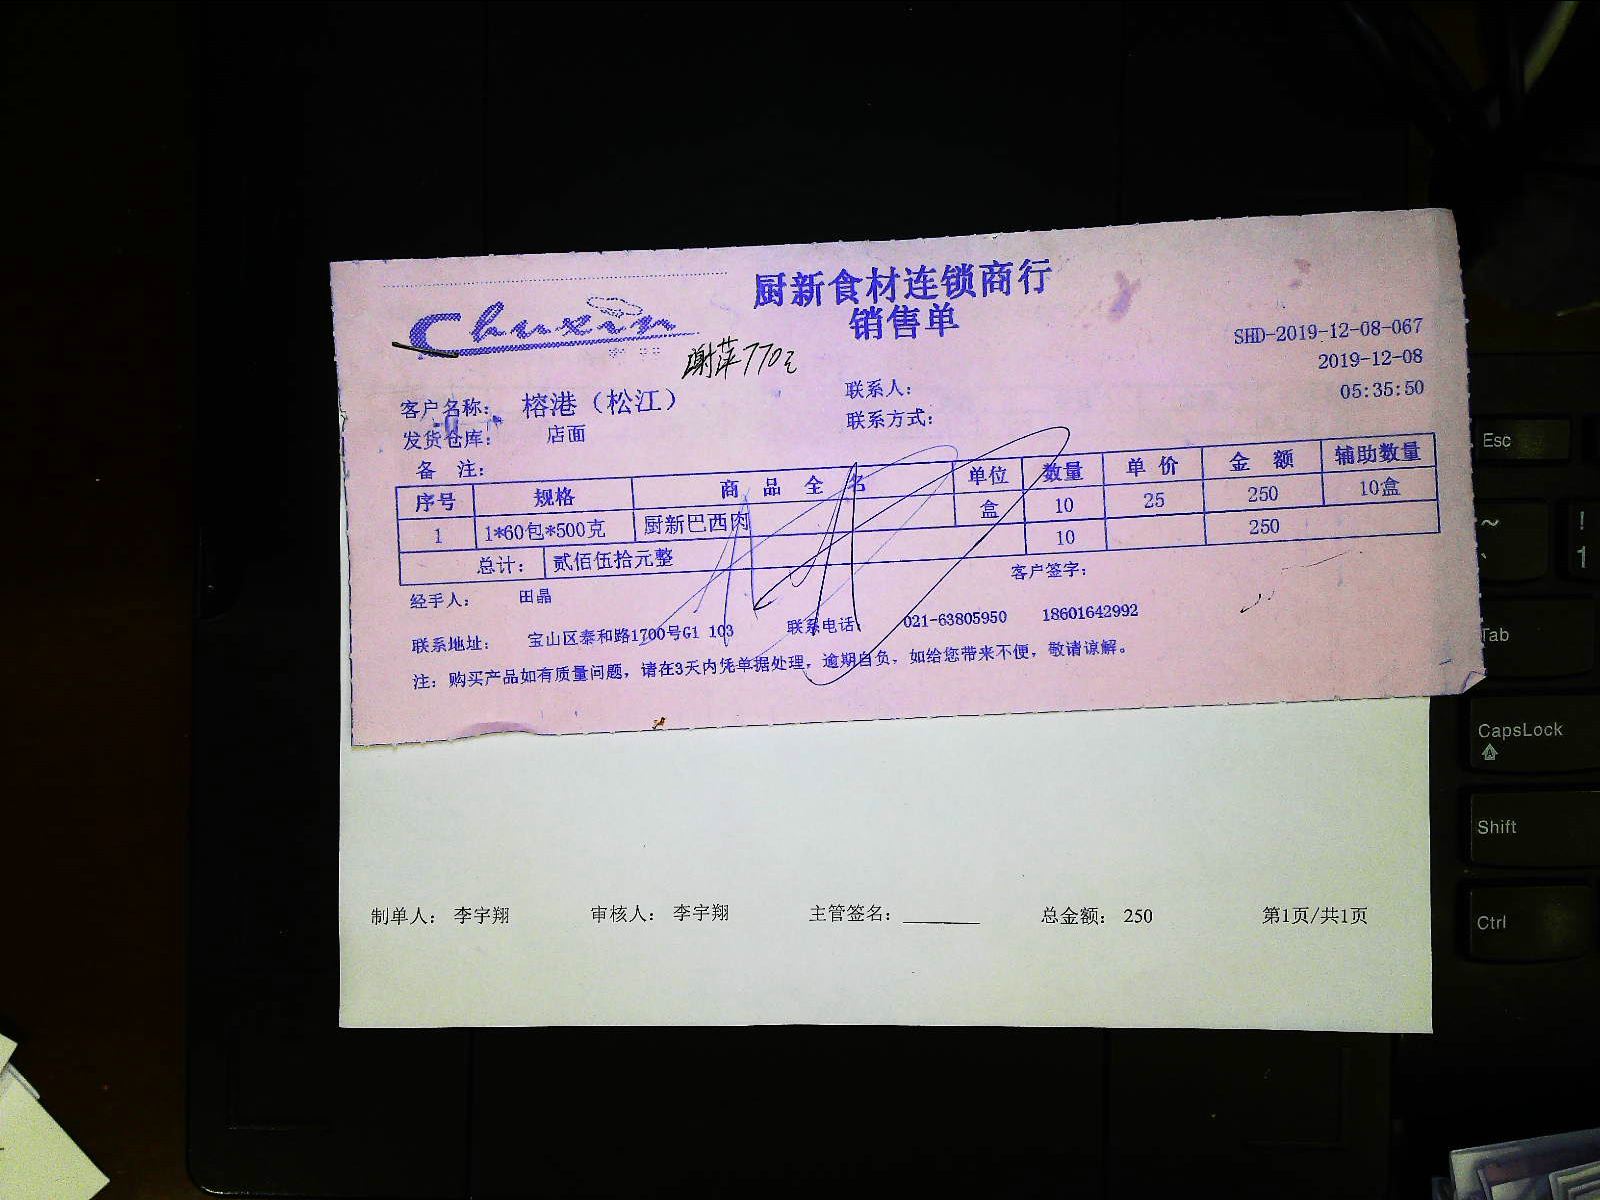 Chuxin
厨新食材连锁商行
销售单
SHD-2019-12-08-067
谢萍770元
2019-12-08
客户名称: 榕港（松江） 联系人: 05:35:50
发货仓库: 店面 联系方式:
备 注:
序号 规格 商品全名 单位 数量 单价 金额 辅助数量
1 1*60包*500克 厨新巴西肉 盒 10 25 250 10盒
总计: 贰佰伍拾元整 10 250
经手人: 田晶 客户签字:
联系地址: 宝山区泰和路1700号G1 103 联系电话: 021-63805950 18601642992
注: 购买产品如有质量问题, 请在3天内凭单据处理, 逾期自负, 如给您带来不便, 敬请谅解。
制单人: 李宇翔 审核人: 李宇翔 主管签名: 总金额: 250 第1页/共1页
Esc
~
`
!
1
Tab
CapsLock
A
Shift
Ctrl